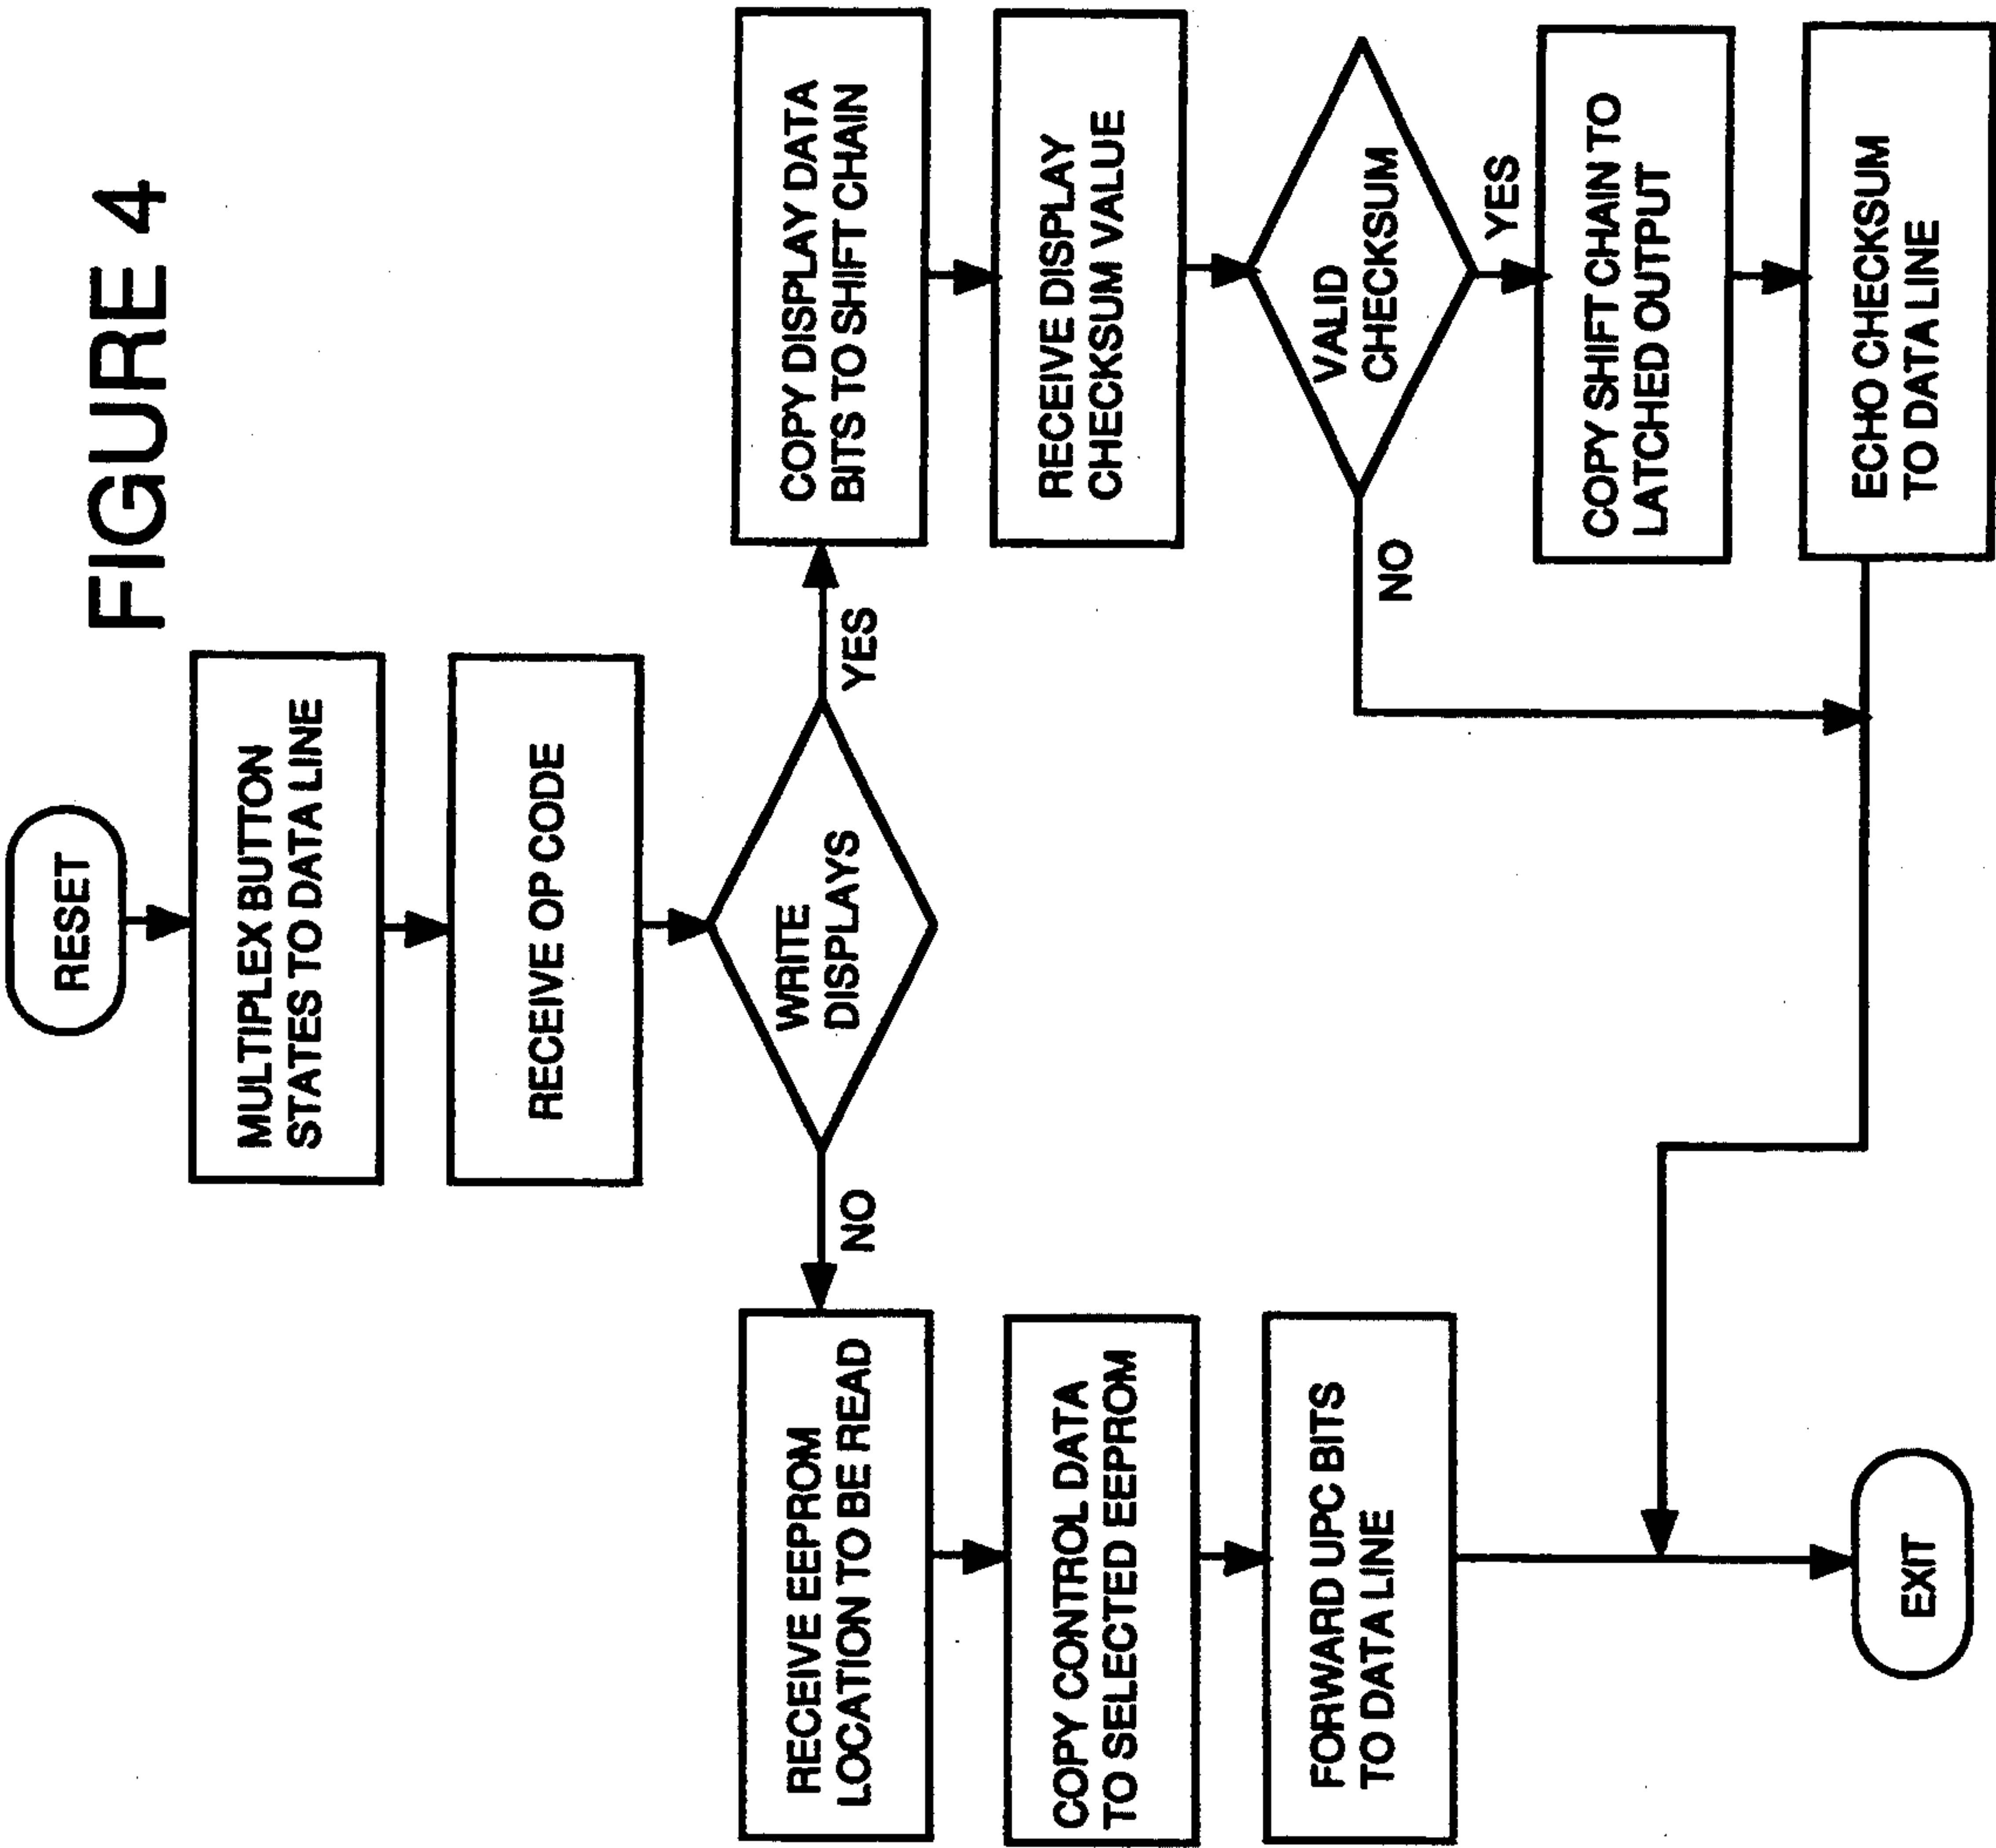 FIGURE 4
RESET
MULTIPLEX BUTTON
STATES TO DATA LINE
RECEIVE OP CODE
WRITE
DISPLAYS
NO
YES
RECEIVE EEPROM
LOCATION TO BE READ
COPY CONTROL DATA
TO SELECTED EEPROM
FORWARD UPC BITS
TO DATA LINE
COPY DISPLAY DATA
BITS TO SHIFT CHAIN
RECEIVE DISPLAY
CHECKSUM VALUE
VALID
CHECKSUM
NO
YES
COPY SHIFT CHAIN TO
LATCHED OUTPUT
ECHO CHECKSUM
TO DATA LINE
EXIT